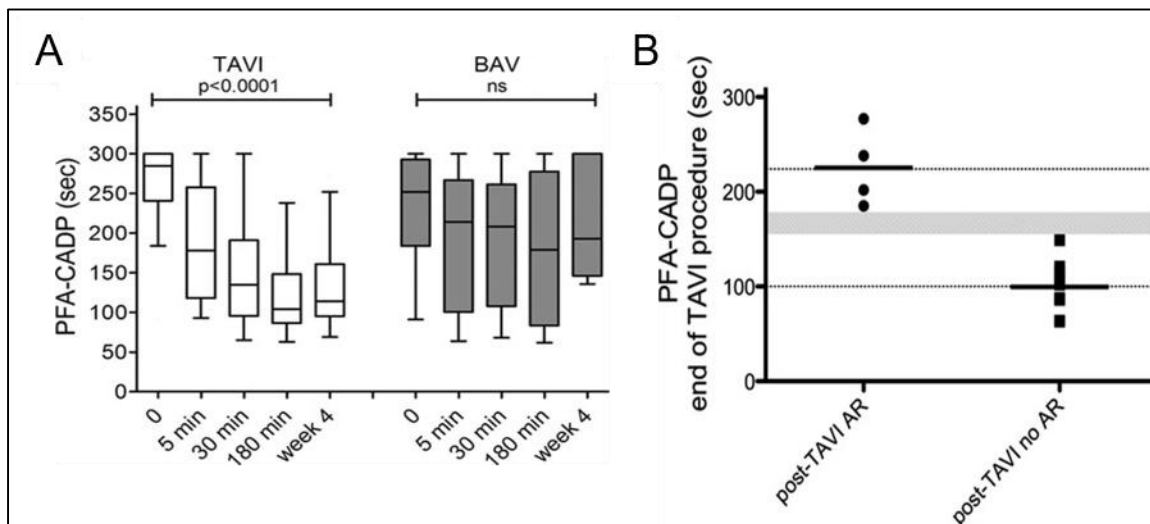 A
TAVI
p<0.0001
BAV
ns
PFA-CADP (sec)
350
300
250
200
150
100
50
0
0
5 min
30 min
180 min
week 4
0
5 min
30 min
180 min
week 4
B
PFA-CADP
end of TAVI procedure (sec)
300
200
100
0
post-TAVI AR
post-TAVI no AR